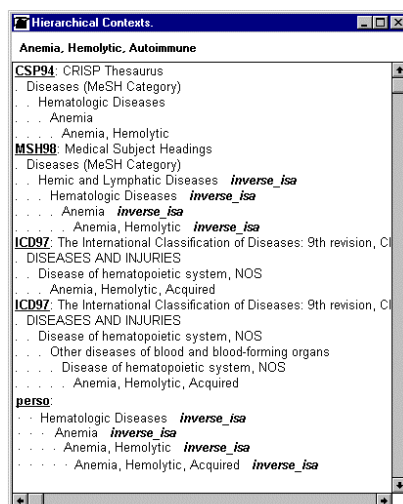 Hierarchical Contexts.
Anemia, Hemolytic, Autoimmune
CSP94: CRISP Thesaurus
. Diseases (MeSH Category)
. . Hematologic Diseases
. . . Anemia
. . . . Anemia, Hemolytic
MSH98: Medical Subject Headings
. Diseases (MeSH Category)
. . Hemic and Lymphatic Diseases inverse_isa
. . . Hematologic Diseases inverse_isa
. . . . Anemia inverse_isa
. . . . . Anemia, Hemolytic inverse_isa
ICD97: The International Classification of Diseases: 9th revision, Cl
. DISEASES AND INJURIES
. . Disease of hematopoietic system, NOS
. . . Anemia, Hemolytic, Acquired
ICD97: The International Classification of Diseases: 9th revision, Cl
. DISEASES AND INJURIES
. . Disease of hematopoietic system, NOS
. . . Other diseases of blood and blood-forming organs
. . . . Disease of hematopoietic system, NOS
. . . . . Anemia, Hemolytic, Acquired
perso:
. . Hematologic Diseases inverse_isa
. . . Anemia inverse_isa
. . . . Anemia, Hemolytic inverse_isa
. . . . . Anemia, Hemolytic, Acquired inverse_isa